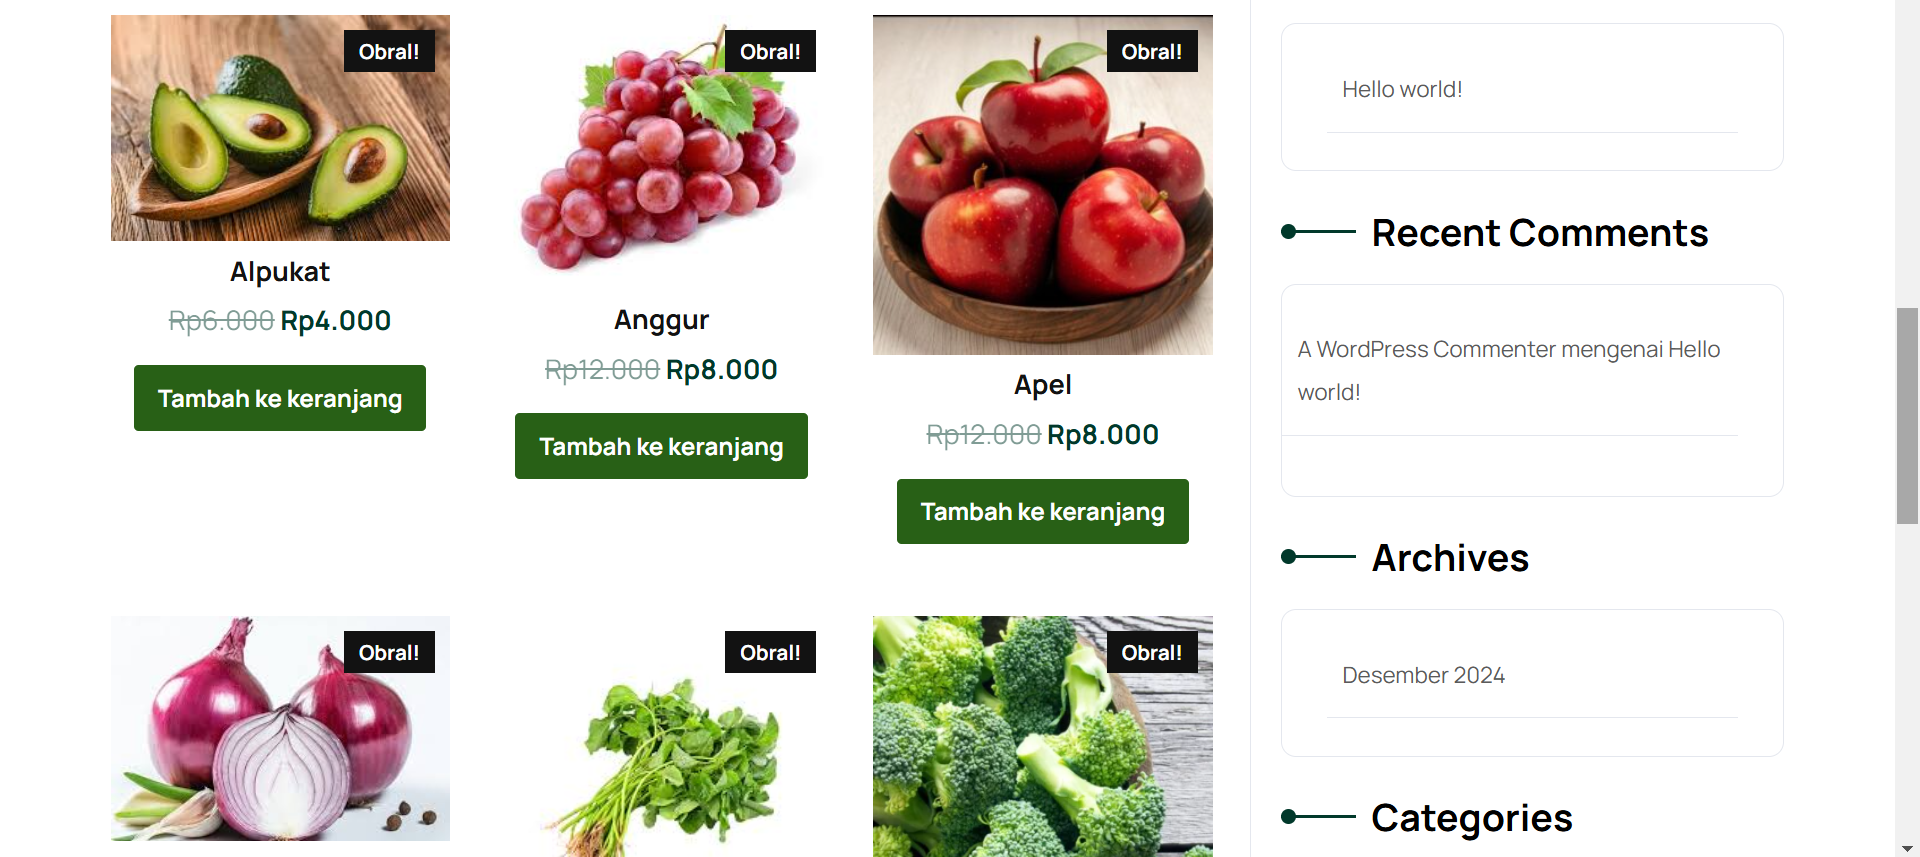 Obral!
Obral!
Obral!
Alpukat
Rp6.000 Rp4.000
Tambah ke keranjang
Anggur
Rp12.000 Rp8.000
Tambah ke keranjang
Apel
Rp12.000 Rp8.000
Tambah ke keranjang
Obral!
Obral!
Obral!
Hello world!
Recent Comments
A WordPress Commenter mengenai Hello
world!
Archives
Desember 2024
Categories